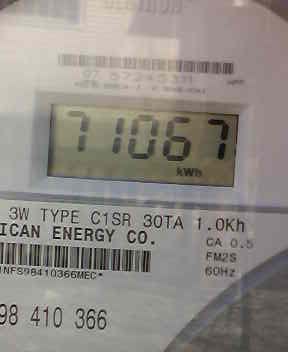 71067
kWh
3W TYPE C1SR 30TA 1.0Kh
ICAN ENERGY CO.
CA 0.5
FM2S
60Hz
INFS98410366MEC*
98 410 366